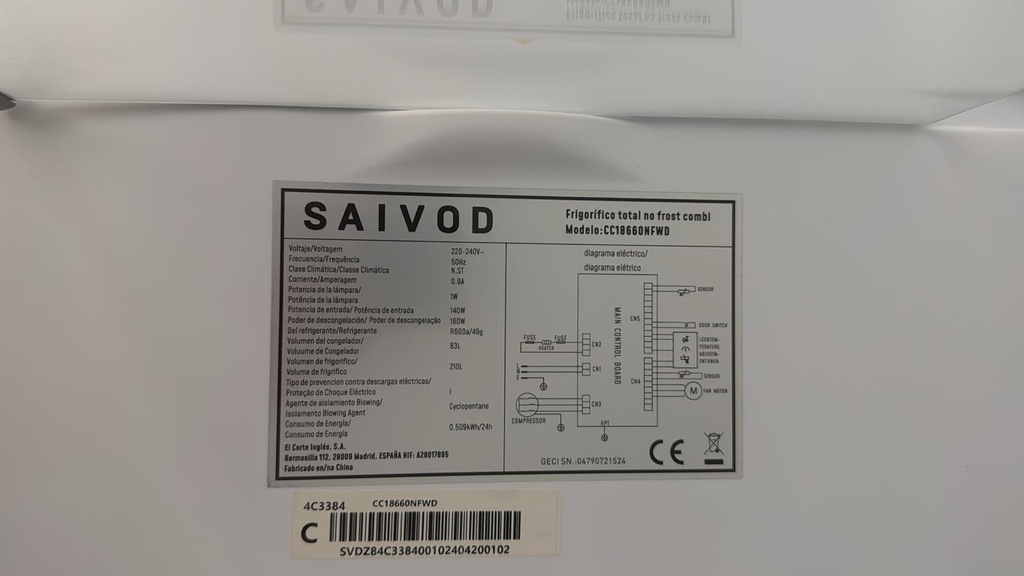 SAIVOD
Frigorífico total no frost combi
Modelo:CC18660NFWD
Voltaje/Voltagem 220-240V~
Frecuencia/Frequência 50Hz
Clase Climática/Classe Climática N,ST
Corriente/Amperagem 0.9A
Potencia de la lámpara/
Potência de la lâmpara 1W
Potencia de entrada/ Potência de entrada 140W
Poder de descongelación/ Poder de descongelação 160W
Del refrigerante/Refrigerante R600a/49g
Volumen del congelador/
Voluume de Congelador 83L
Volumen de frigorífico/
Volume de frigrifico 210L
Tipo de prevencion contra descargas eléctricas/
Proteção de Choque Eléctrico I
Agente de aislamiento Blowing/
Isolamento Blowing Agent Cyclopentane
Consumo de Energía/
Consumo de Energia 0.509kWh/24h
El Corte Inglés, S.A.
Hermosilla 112, 28009 Madrid, ESPAÑA NIF: A28017895
Fabricado en/na China
diagrama eléctrico/
diagrama elétrico
MAIN CONTROL BOARD
CN5
SENSOR
DOOR SWITCH
FUSE
FUSE
HEATER
CN2
CN1
CN4
SENSOR
M
FAN MOTOR
CN3
COMPRESSOR
GECI SN.:04790721524
CE
4C3384 CC18660NFWD
C
SVDZ84C338400102404200102